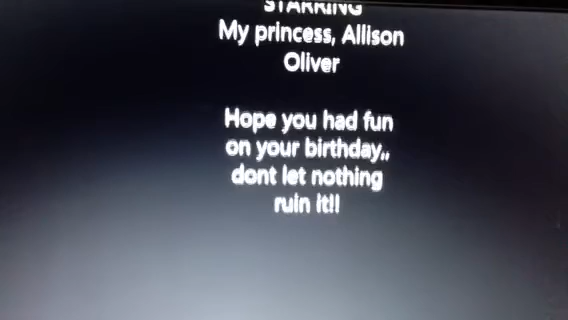 STARRING
My princess, Allison
Oliver
Hope you had fun
on your birthday..
dont let nothing
ruin it!!